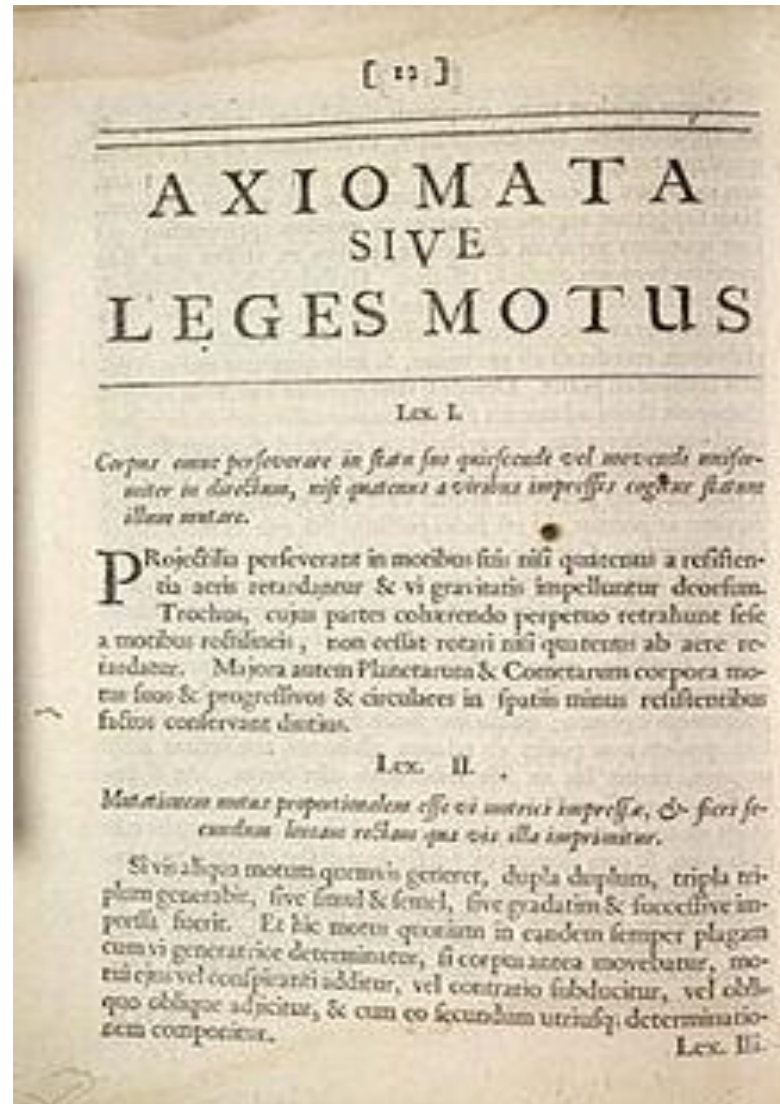 [ 12 ]
AXIOMATA
SIVE
LEGES MOTUS
Lex. I.
Corpus omne perseverare in statu suo quiescendi vel movendi unifor-
miter in directum, nisi quatenus a viribus impressis cogitur statum
illum mutare.
PRojectilia perseverant in motibus suis nisi quatenus a resisten-
tia aeris retardantur & vi gravitatis impelluntur deorsum.
Trochus, cujus partes cohærendo perpetuo retrahunt sese
a motibus rectilineis, non cessat rotari nisi quatenus ab aere re-
tardatur. Majora autem Planetarum & Cometarum corpora mo-
tus suos & progressivos & circulares in spatiis minus resistentibus
factos conservant diutius.
Lex. II.
Mutationem motus proportionalem esse vi motrici impressæ, & fieri se-
cundum lineam rectam qua vis illa imprimitur.
Si vis aliqua motum quemvis generet, dupla duplum, tripla tri-
plum generabit, sive simul & semel, sive gradatim & successive im-
pressa fuerit. Et hic motus quoniam in eandem semper plagam
cum vi generatrice determinatur, si corpus antea movebatur, mo-
tui ejus vel conspiranti additur, vel contrario subducitur, vel obli-
quo oblique adjicitur, & cum eo secundum utriusq; determinatio-
nem componitur.
Lex. III.